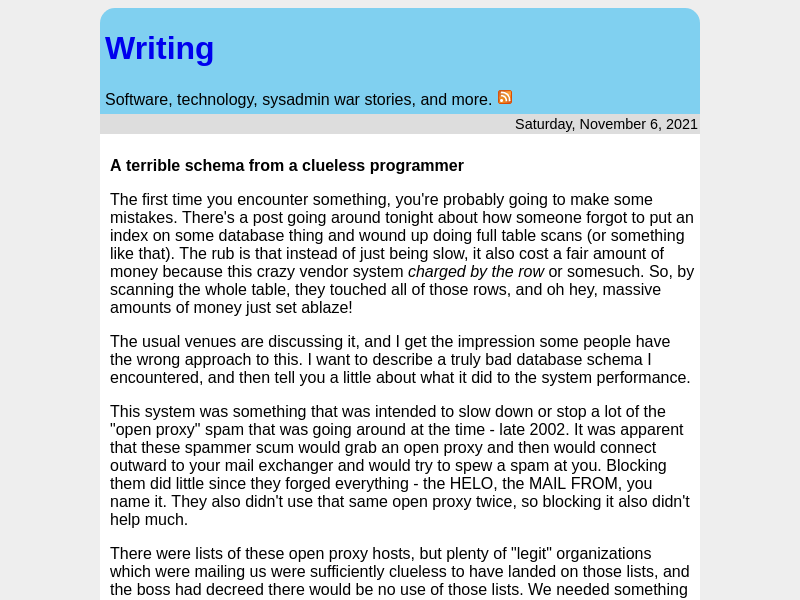 Writing
Software, technology, sysadmin war stories, and more.
Saturday, November 6, 2021
A terrible schema from a clueless programmer
The first time you encounter something, you're probably going to make some
mistakes. There's a post going around tonight about how someone forgot to put an
index on some database thing and wound up doing full table scans (or something
like that). The rub is that instead of just being slow, it also cost a fair amount of
money because this crazy vendor system charged by the row or somesuch. So, by
scanning the whole table, they touched all of those rows, and oh hey, massive
amounts of money just set ablaze!
The usual venues are discussing it, and I get the impression some people have
the wrong approach to this. I want to describe a truly bad database schema I
encountered, and then tell you a little about what it did to the system performance.
This system was something that was intended to slow down or stop a lot of the
"open proxy" spam that was going around at the time - late 2002. It was apparent
that these spammer scum would grab an open proxy and then would connect
outward to your mail exchanger and would try to spew a spam at you. Blocking
them did little since they forged everything - the HELO, the MAIL FROM, you
name it. They also didn't use that same open proxy twice, so blocking it also didn't
help much.
There were lists of these open proxy hosts, but plenty of "legit" organizations
which were mailing us were sufficiently clueless to have landed on those lists, and
the boss had decreed there would be no use of those lists. We needed something